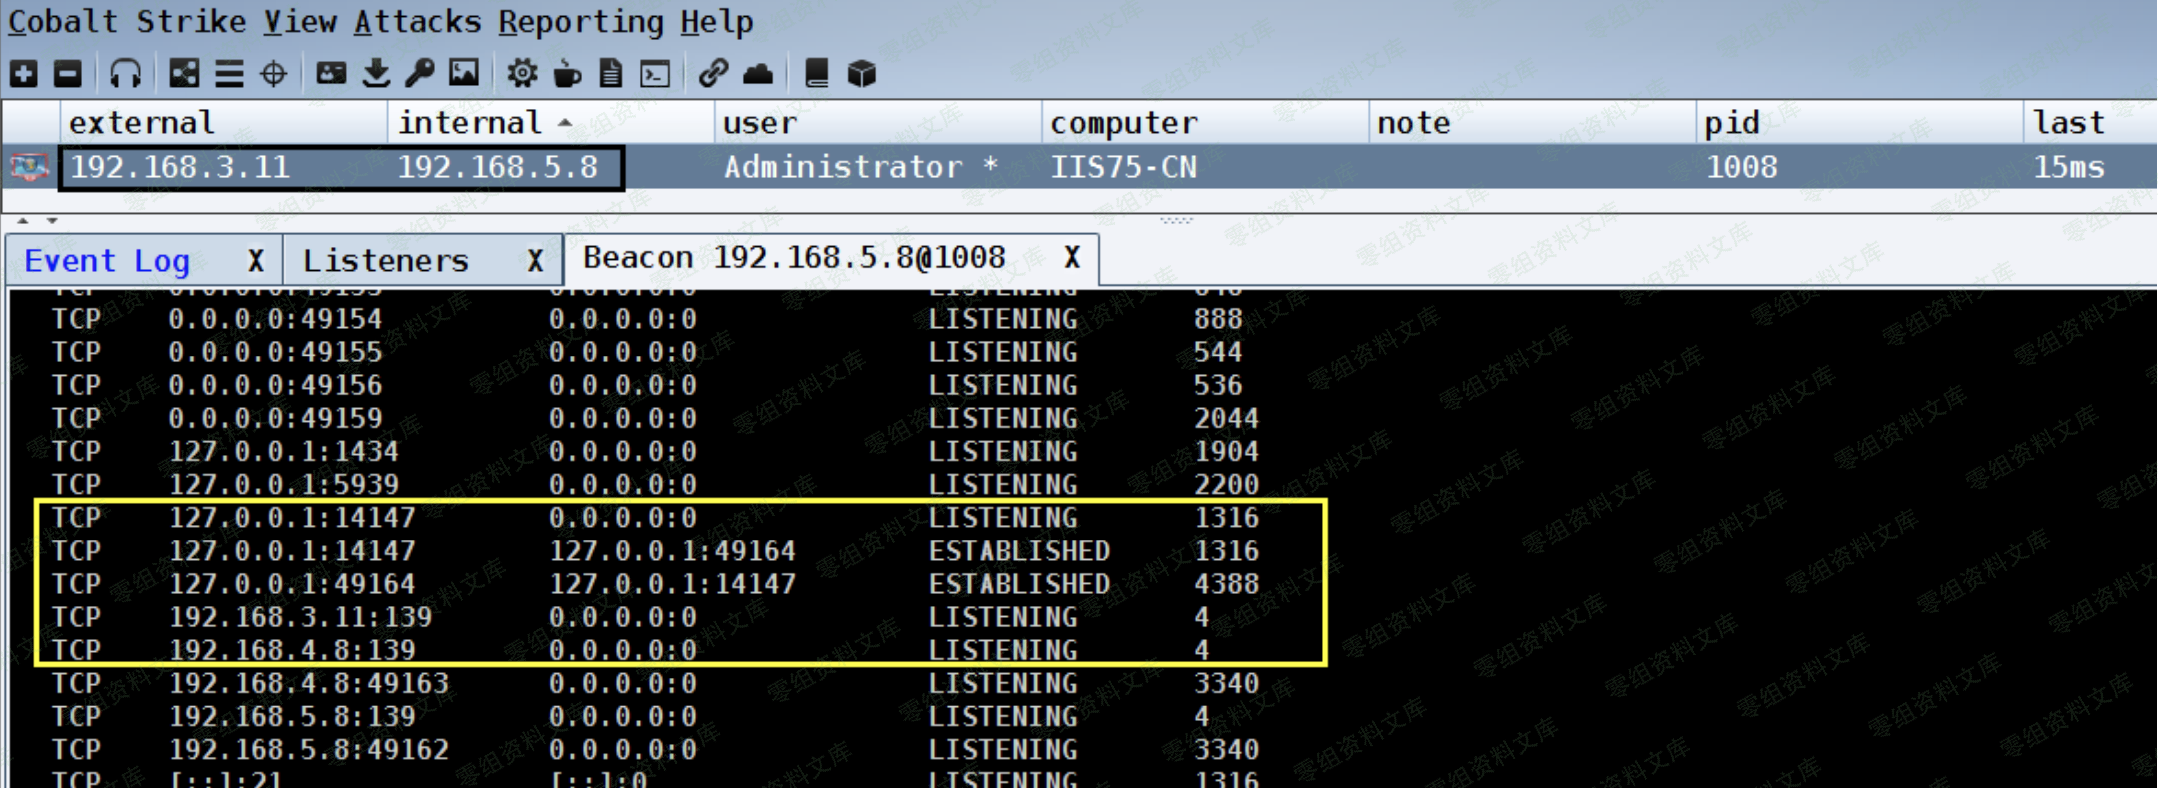 Cobalt Strike View Attacks Reporting Help
external internal user computer note pid last
192.168.3.11 192.168.5.8 Administrator * IIS75-CN 1008 15ms
Event Log X Listeners X Beacon 192.168.5.8@1008 X
TCP 0.0.0.0:49154 0.0.0.0:0 LISTENING 888
TCP 0.0.0.0:49155 0.0.0.0:0 LISTENING 544
TCP 0.0.0.0:49156 0.0.0.0:0 LISTENING 536
TCP 0.0.0.0:49159 0.0.0.0:0 LISTENING 2044
TCP 127.0.0.1:1434 0.0.0.0:0 LISTENING 1904
TCP 127.0.0.1:5939 0.0.0.0:0 LISTENING 2200
TCP 127.0.0.1:14147 0.0.0.0:0 LISTENING 1316
TCP 127.0.0.1:14147 127.0.0.1:49164 ESTABLISHED 1316
TCP 127.0.0.1:49164 127.0.0.1:14147 ESTABLISHED 4388
TCP 192.168.3.11:139 0.0.0.0:0 LISTENING 4
TCP 192.168.4.8:139 0.0.0.0:0 LISTENING 4
TCP 192.168.4.8:49163 0.0.0.0:0 LISTENING 3340
TCP 192.168.5.8:139 0.0.0.0:0 LISTENING 4
TCP 192.168.5.8:49162 0.0.0.0:0 LISTENING 3340
TCP [::]:21 [::]:0 LISTENING 1316
零组资料文库